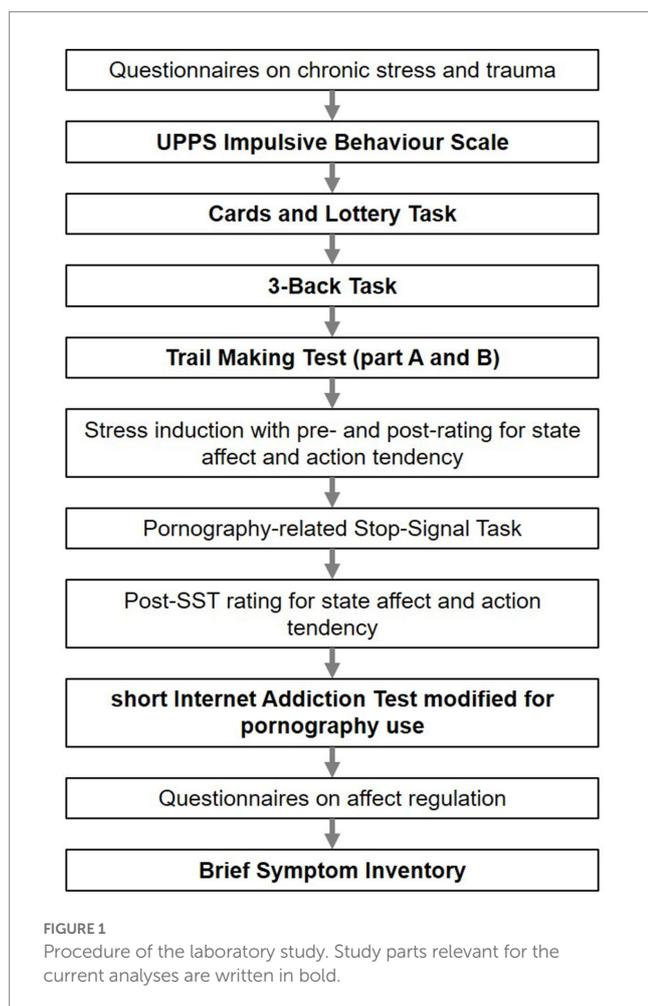 Questionnaires on chronic stress and trauma
UPPS Impulsive Behaviour Scale
Cards and Lottery Task
3-Back Task
Trail Making Test (part A and B)
Stress induction with pre- and post-rating for state
affect and action tendency
Pornography-related Stop-Signal Task
Post-SST rating for state affect and action
tendency
short Internet Addiction Test modified for
pornography use
Questionnaires on affect regulation
Brief Symptom Inventory
FIGURE 1
Procedure of the laboratory study. Study parts relevant for the
current analyses are written in bold.